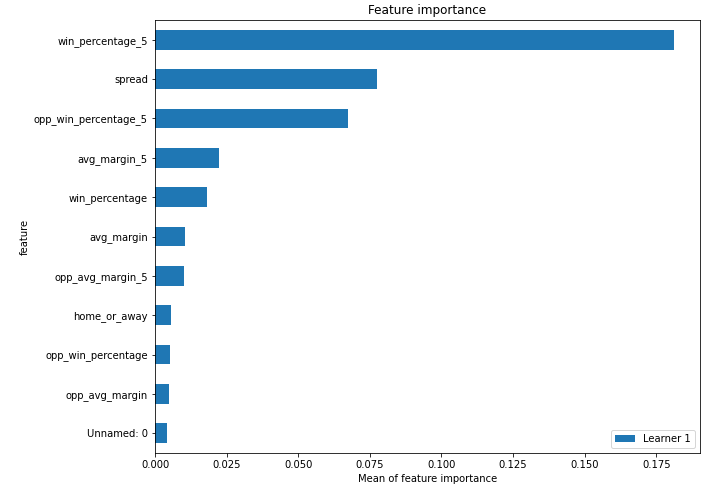 Feature importance
win_percentage_5
spread
opp_win_percentage_5
avg_margin_5
win_percentage
avg_margin
opp_avg_margin_5
home_or_away
opp_win_percentage
opp_avg_margin
Unnamed: 0
feature
Learner 1
0.000 0.025 0.050 0.075 0.100 0.125 0.150 0.175
Mean of feature importance